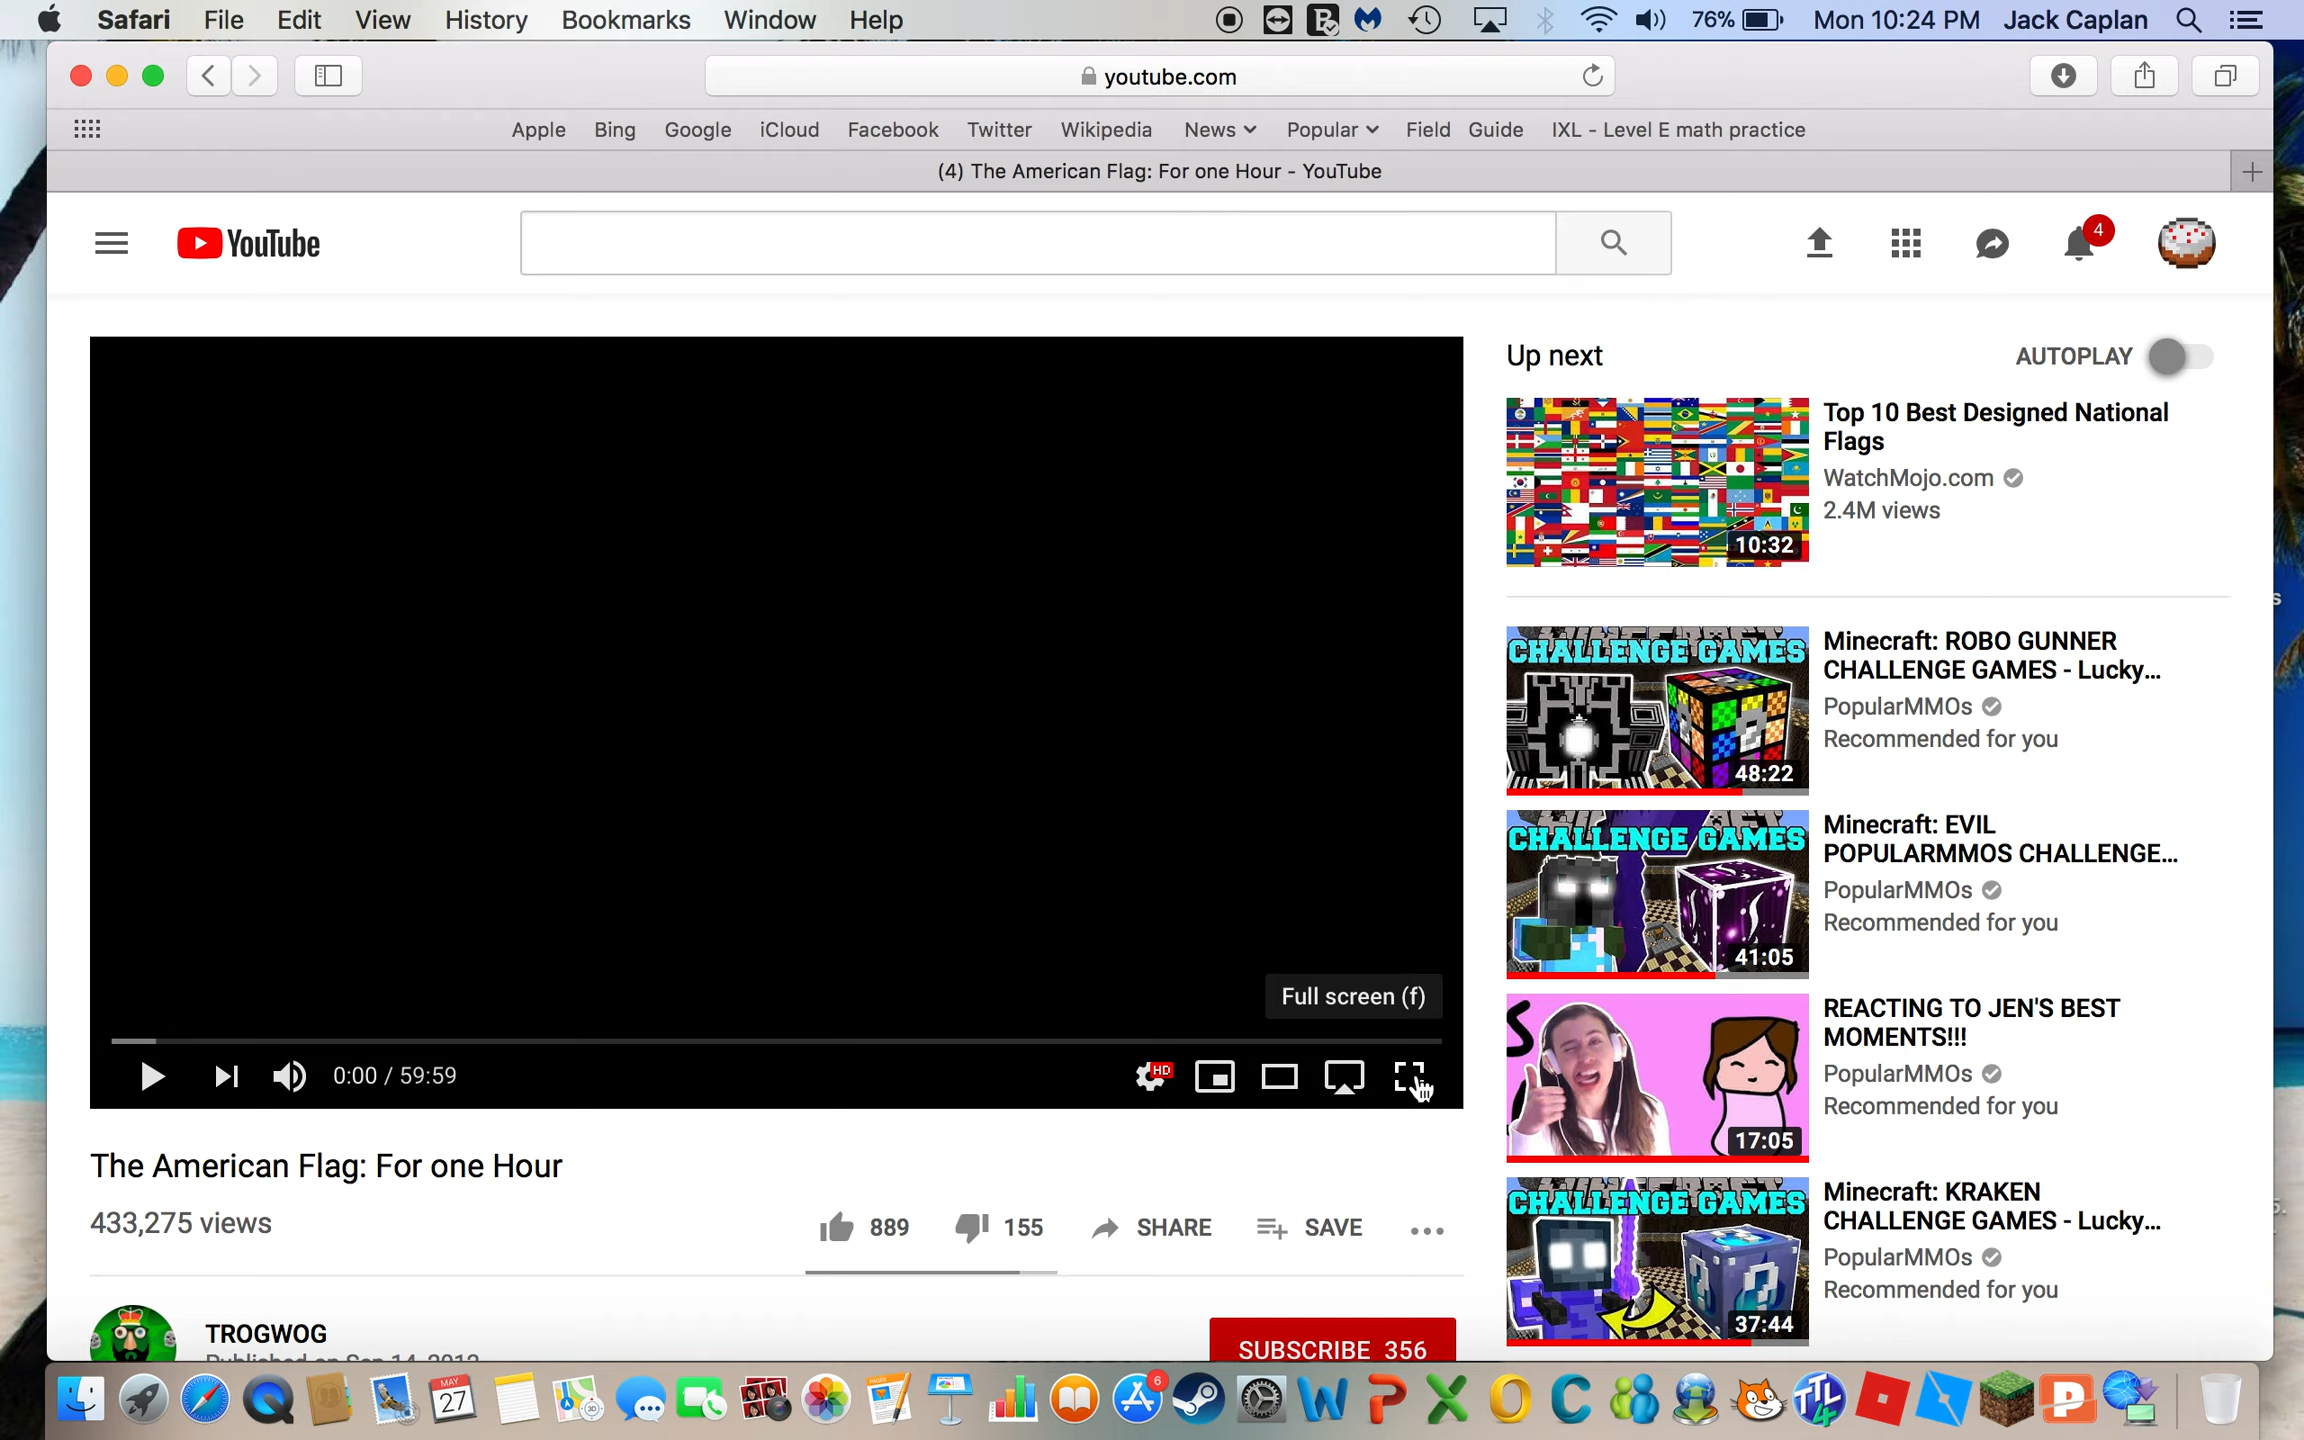 Safari File Edit View History Bookmarks Window Help 76% Mon 10:24 PM Jack Caplan
youtube.com
Apple Bing Google iCloud Facebook Twitter Wikipedia News Popular Field Guide IXL - Level E math practice
(4) The American Flag: For one Hour - YouTube
YouTube
4
Up next
AUTOPLAY
10:32
Top 10 Best Designed National
Flags
WatchMojo.com
2.4M views
CHALLENGE GAMES
48:22
Minecraft: ROBO GUNNER
CHALLENGE GAMES - Lucky...
PopularMMOs
Recommended for you
CHALLENGE GAMES
41:05
Minecraft: EVIL
POPULARMMOS CHALLENGE...
PopularMMOs
Recommended for you
17:05
REACTING TO JEN'S BEST
MOMENTS!!!
PopularMMOs
Recommended for you
CHALLENGE GAMES
37:44
Minecraft: KRAKEN
CHALLENGE GAMES - Lucky...
PopularMMOs
Recommended for you
Full screen (f)
0:00 / 59:59
HD
The American Flag: For one Hour
433,275 views
889 155 SHARE SAVE
TROGWOG
SUBSCRIBE 356
MAY
27
6
TTL
4